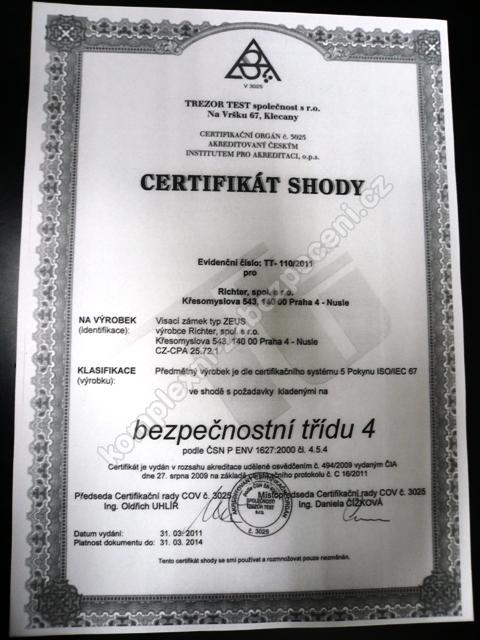 V 3025
TREZOR TEST společnost s r.o.
Na Vršku 67, Klecany
CERTIFIKAČNÍ ORGÁN č. 3025
AKREDITOVANÝ ČESKÝM
INSTITUTEM PRO AKREDITACI, o.p.s.
CERTIFIKÁT SHODY
Evidenční číslo: TT- 110/2011
pro
Richter, spol. s r.o.
Křesomyslova 543, 140 00 Praha 4 - Nusle
NA VÝROBEK Visací zámek typ ZEUS
(identifikace): výrobce Richter, spol. s r.o.
Křesomyslova 543, 140 00 Praha 4 - Nusle
CZ-CPA 25.72.1
KLASIFIKACE Předmětný výrobek je dle certifikačního systému 5 Pokynu ISO/IEC 67
(výrobku):
ve shodě s požadavky kladenými na
bezpečnostní třídu 4
podle ČSN P ENV 1627:2000 čl. 4.5.4
Certifikát je vydán v rozsahu akreditace udělené osvědčením č. 494/2009 vydaným ČIA
dne 27. srpna 2009 na základě certifikačního protokolu č. C 16/2011
Předseda Certifikační rady COV č. 3025 Místopředseda Certifikační rady COV č. 3025
Ing. Oldřich UHLÍŘ Ing. Daniela ČÍŽKOVÁ
č. 3025
Datum vydání: 31. 03. 2011
Platnost dokumentu do: 31. 03. 2014
Tento certifikát shody se smí používat a rozmnožovat pouze nezměněn.
komplexni-zabezpeceni.cz